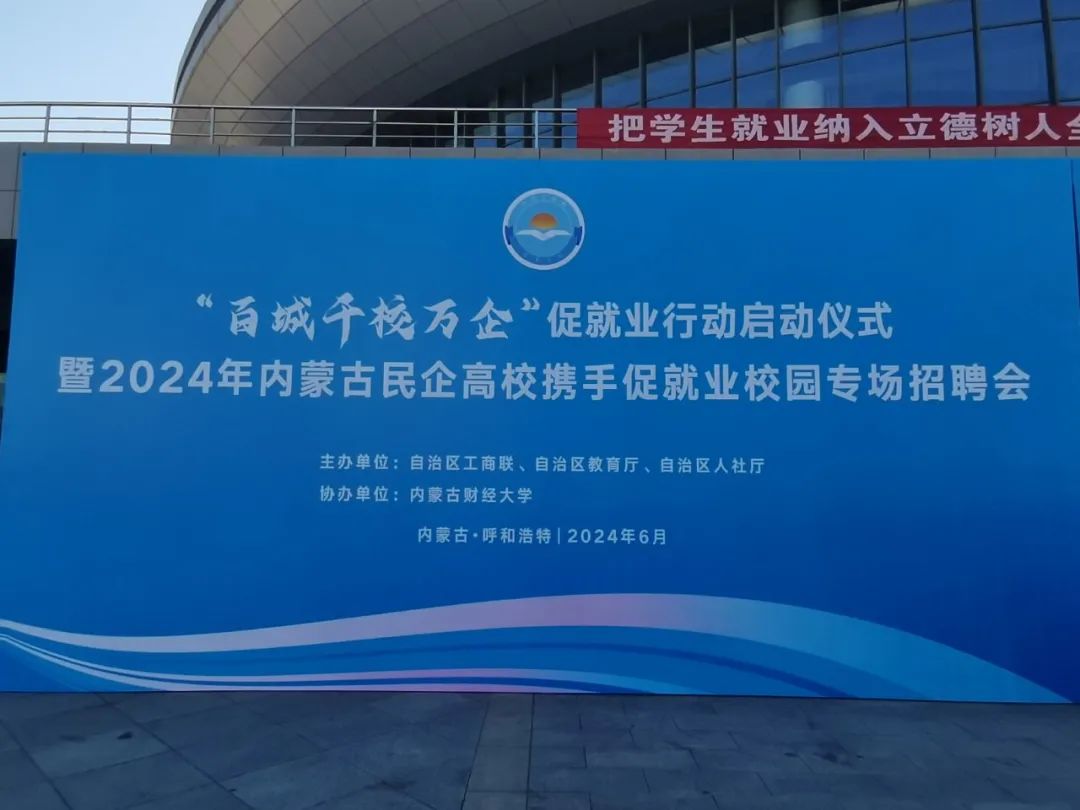 把学生就业纳入立德树人
“百城千校万企”促就业行动启动仪式
暨2024年内蒙古民企高校携手促就业校园专场招聘会
主办单位：自治区工商联、自治区教育厅、自治区人社厅
协办单位：内蒙古财经大学
内蒙古·呼和浩特|2024年6月